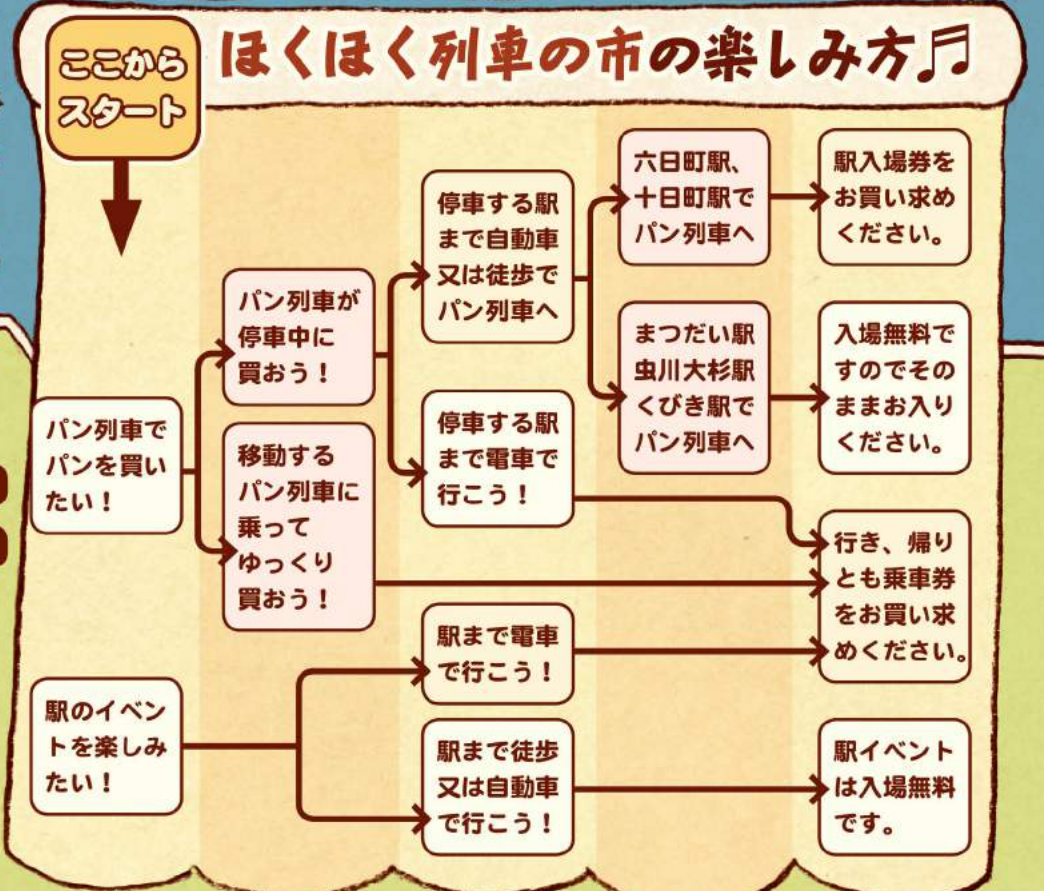 ここから
スタート
ほくほく列車の市の楽しみ方♬
パン列車で
パンを買い
たい！
パン列車が
停車中に
買おう！
移動する
パン列車に
乗って
ゆっくり
買おう！
停車する駅
まで自動車
又は徒歩で
パン列車へ
停車する駅
まで電車で
行こう！
六日町駅、
十日町駅で
パン列車へ
まつだい駅
虫川大杉駅
くびき駅で
パン列車へ
駅入場券を
お買い求め
ください。
入場無料で
すのでその
ままお入り
ください。
行き、帰り
とも乗車券
をお買い求
めください。
駅のイベン
トを楽しみ
たい！
駅まで電車
で行こう！
駅まで徒歩
又は自動車
で行こう！
駅イベント
は入場無料
です。